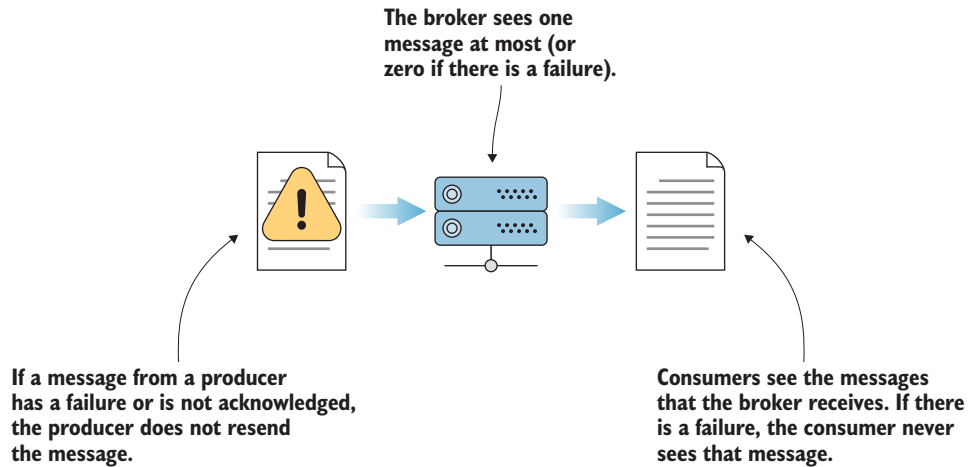 The broker sees one
message at most (or
zero if there is a failure).
If a message from a producer
has a failure or is not acknowledged,
the producer does not resend
the message.
Consumers see the messages
that the broker receives. If there
is a failure, the consumer never
sees that message.